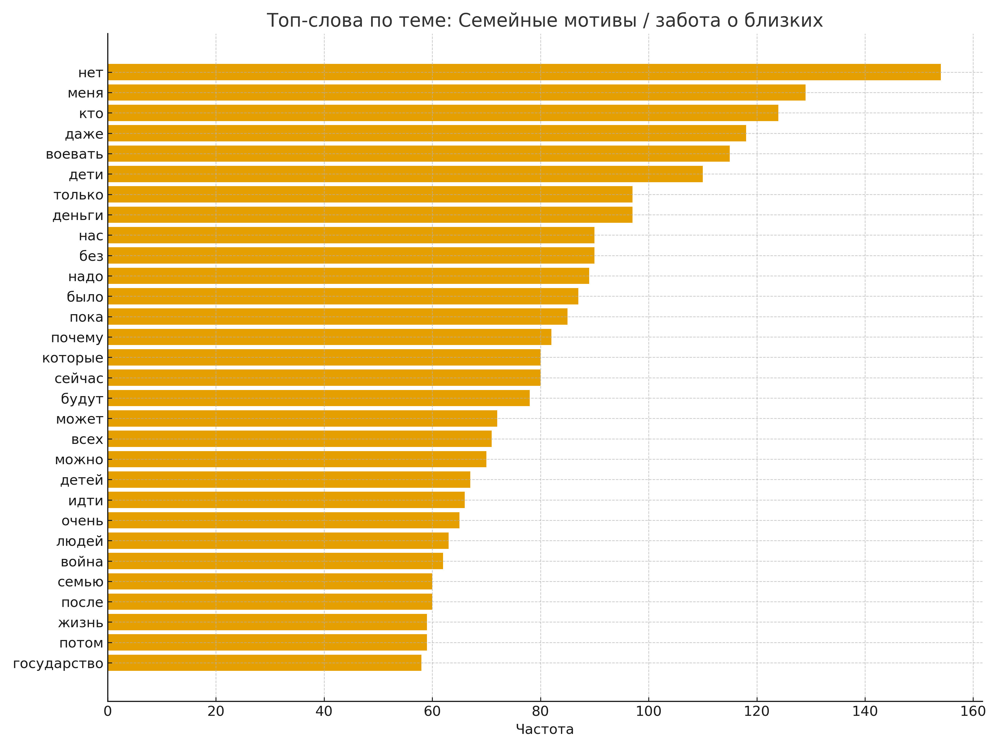 Топ-слова по теме: Семейные мотивы / забота о близких
нет
меня
кто
даже
воевать
дети
только
деньги
нас
без
надо
было
пока
почему
которые
сейчас
будут
может
всех
можно
детей
идти
очень
людей
война
семью
после
жизнь
потом
государство
0 20 40 60 80 100 120 140 160
Частота